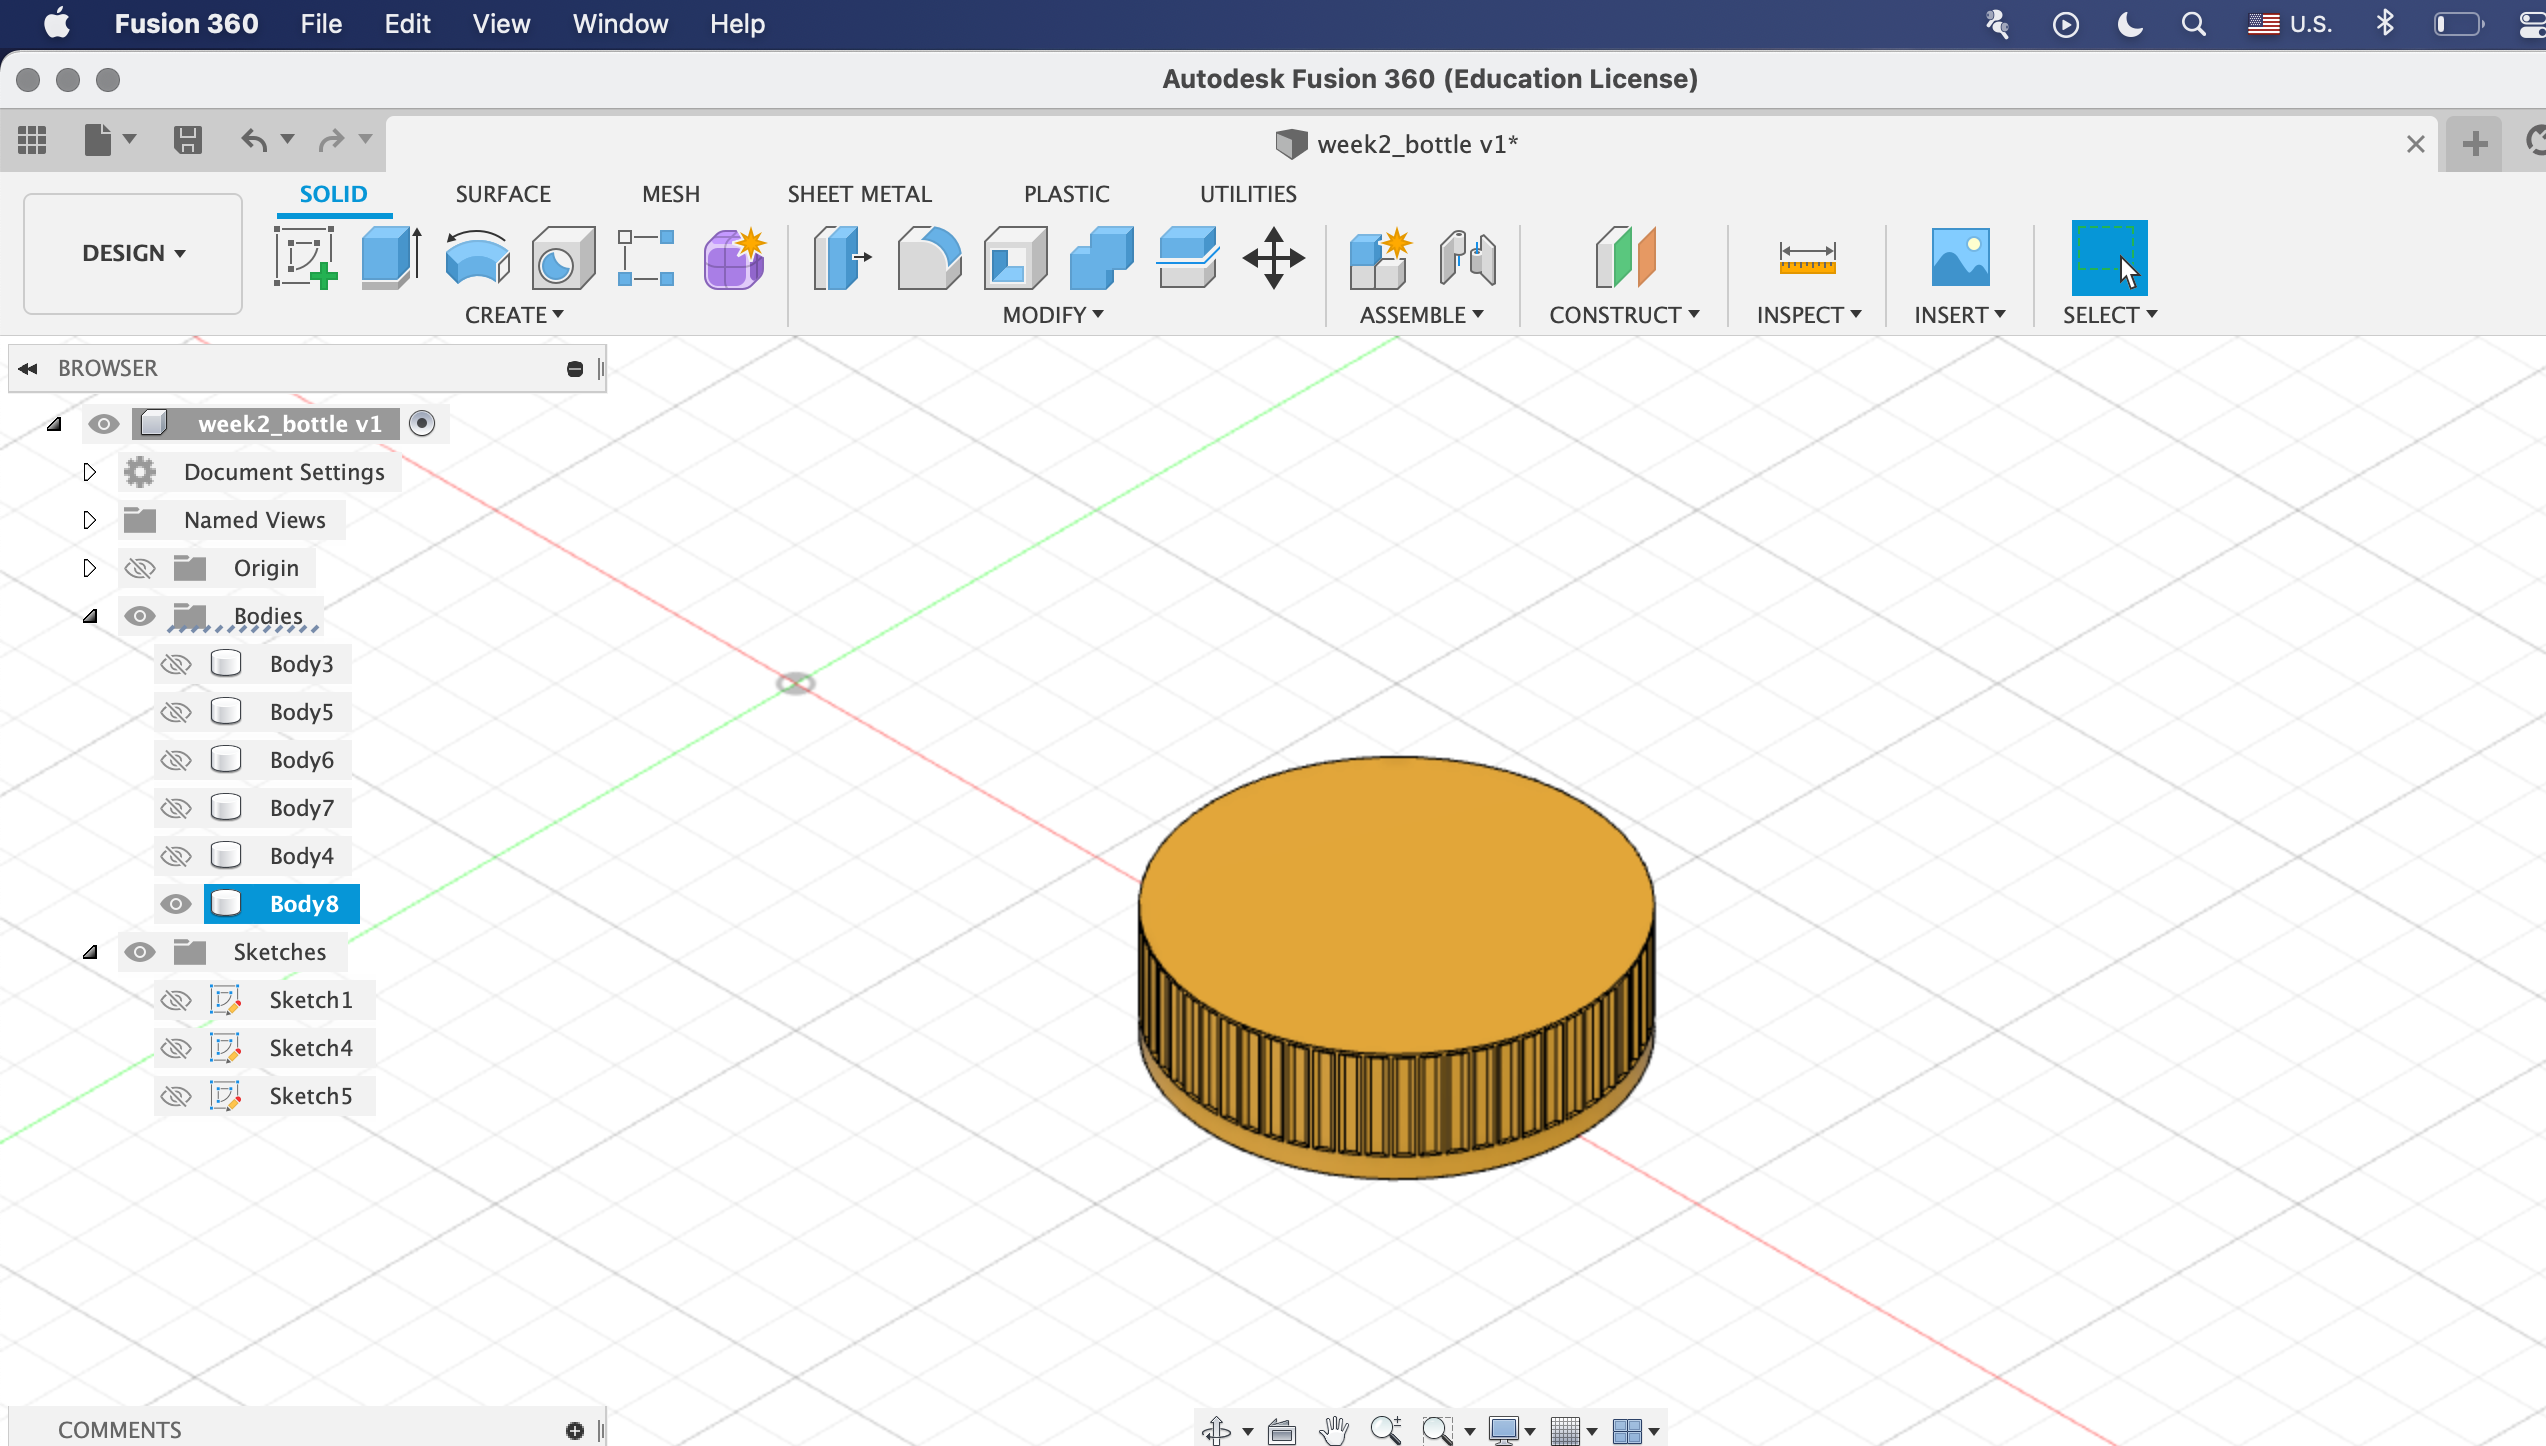 Fusion 360 File Edit View Window Help U.S.
Autodesk Fusion 360 (Education License)
week2_bottle v1*
SOLID SURFACE MESH SHEET METAL PLASTIC UTILITIES
DESIGN
CREATE MODIFY ASSEMBLE CONSTRUCT INSPECT INSERT SELECT
BROWSER
week2_bottle v1
Document Settings
Named Views
Origin
Bodies
Body3
Body5
Body6
Body7
Body4
Body8
Sketches
Sketch1
Sketch4
Sketch5
COMMENTS